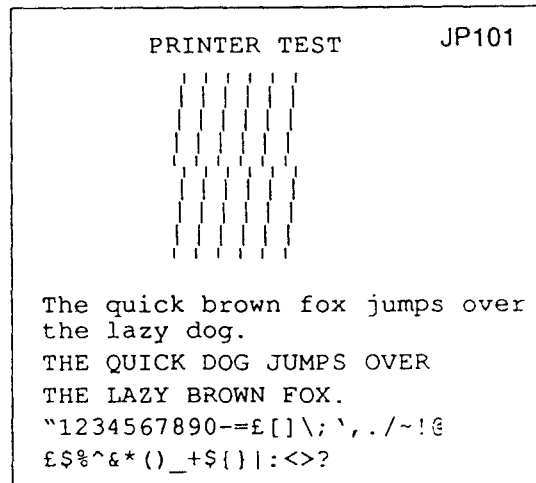 PRINTER TEST JP101
The quick brown fox jumps over
the lazy dog.
THE QUICK DOG JUMPS OVER
THE LAZY BROWN FOX.
"1234567890-=£[]\;`,./~!@
£$%^&*()_+${}|:<>?